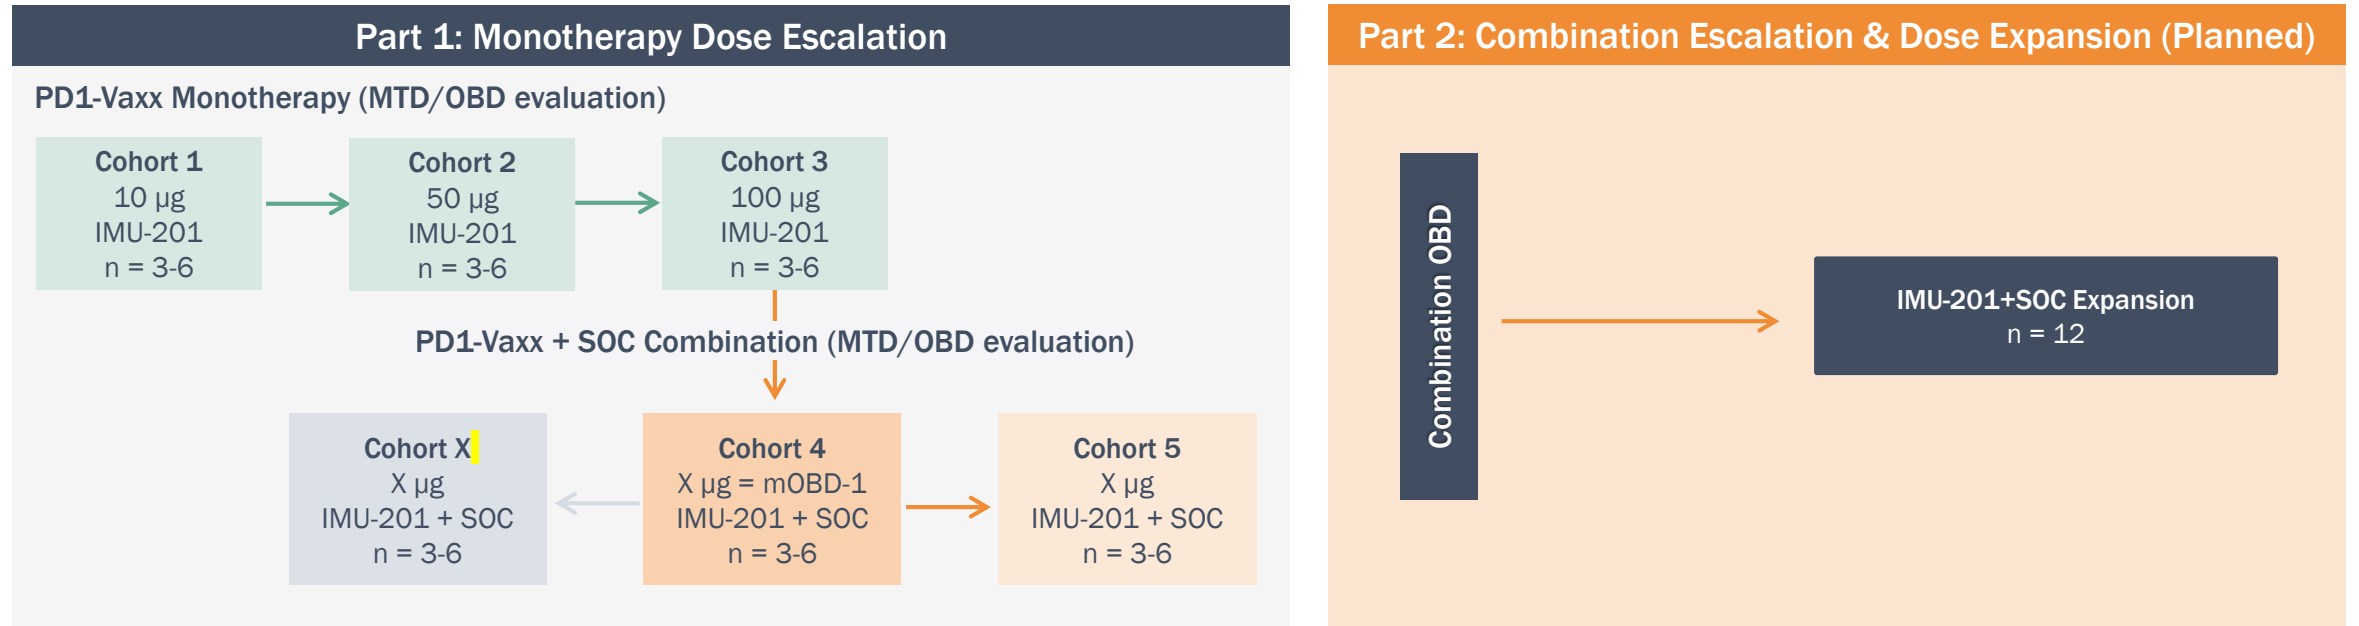 Part 1: Monotherapy Dose Escalation
PD1-Vaxx Monotherapy (MTD/OBD evaluation)
Cohort 1
10 µg
IMU-201
n = 3-6
Cohort 2
50 µg
IMU-201
n = 3-6
Cohort 3
100 µg
IMU-201
n = 3-6
PD1-Vaxx + SOC Combination (MTD/OBD evaluation)
Cohort X
X µg
IMU-201 + SOC
n = 3-6
Cohort 4
X µg = mOBD-1
IMU-201 + SOC
n = 3-6
Cohort 5
X µg
IMU-201 + SOC
n = 3-6
Part 2: Combination Escalation & Dose Expansion (Planned)
Combination OBD
IMU-201+SOC Expansion
n = 12